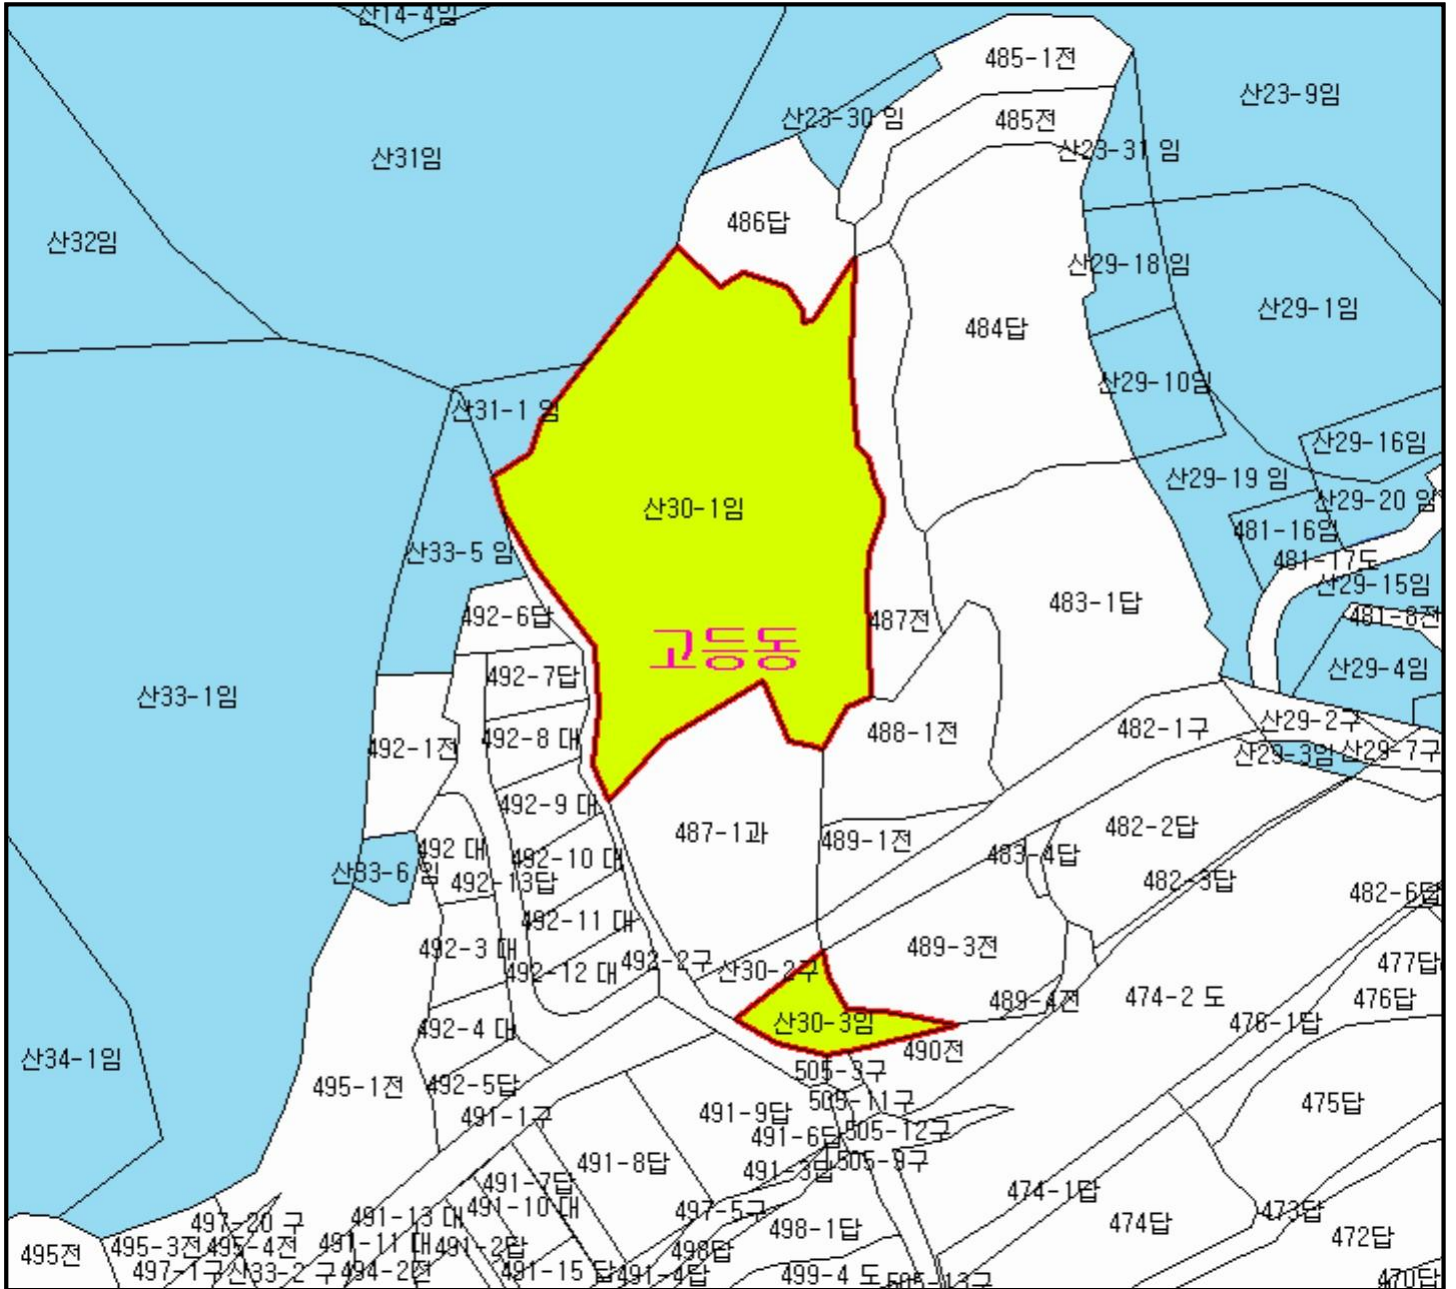 산14-4임
485-1전
산23-9임
산23-30 임
485전
산31임
산23-31 임
486답
산32임
산29-18 임
산29-1임
484답
산29-10임
산31-1 임
산29-16임
산29-19 임
산30-1임
산29-20 임
481-16임
산33-5 임
481-17도
산29-15임
483-1답
492-6답
487전
481-8전
고등동
산29-4임
492-7답
산33-1임
산29-2구
482-1구
488-1전
492-8 대
492-1전
산29-3임
산29-7구
492-9 대
487-1과
482-2답
489-1전
492 대
492-10 대
483-4답
산33-6 임
492-13답
482-3답
482-6답
492-11 대
492-3 대
489-3전
492-2구
477답
492-12 대
산30-2구
489-4전
474-2 도
476답
산30-3임
476-1답
492-4 대
490전
산34-1임
505-3구
495-1전
492-5답
505-11구
475답
491-9답
491-1구
505-12구
491-6답
505-9구
491-8답
491-3답
491-7답
474-1답
491-10 대
497-5구
473답
491-13 대
497-20 구
498-1답
474답
472답
491-11 대
495-3전
495-4전
491-2답
498답
495전
497-1구
산33-2 구
494-2전
491-15 답
491-4답
499-4 도
505-13구
470답